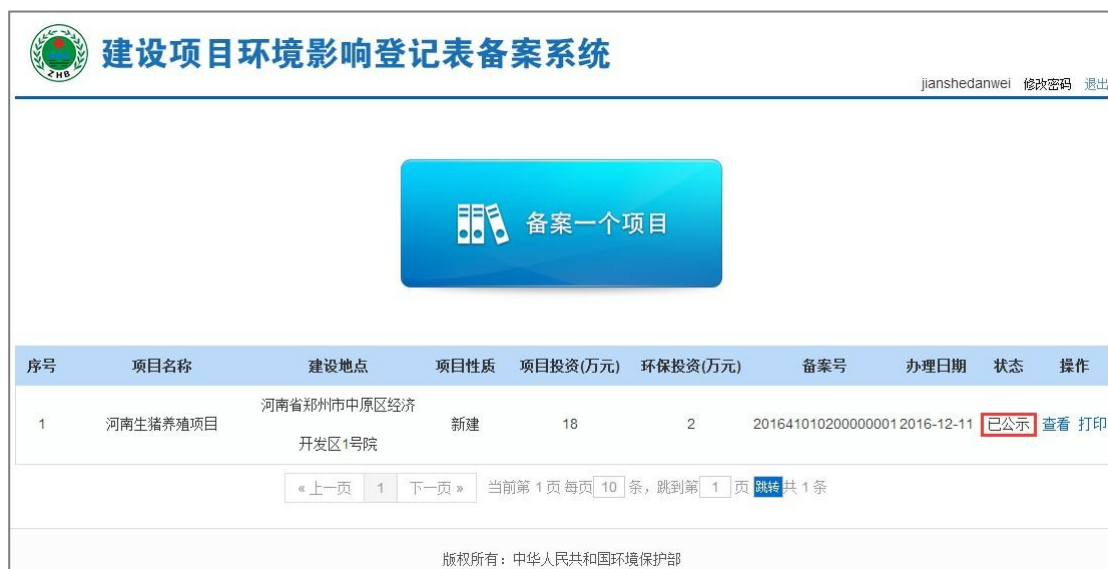 建设项目环境影响登记表备案系统
ZHB
jianshedanwei 修改密码 退出
备案一个项目
序号 项目名称 建设地点 项目性质 项目投资(万元) 环保投资(万元) 备案号 办理日期 状态 操作
1 河南生猪养殖项目 河南省郑州市中原区经济开发区1号院 新建 18 2 201641010200000001 2016-12-11 已公示 查看 打印
« 上一页 1 下一页 » 当前第 1 页 每页 10 条，跳到第 1 页 跳转 共 1 条
版权所有：中华人民共和国环境保护部